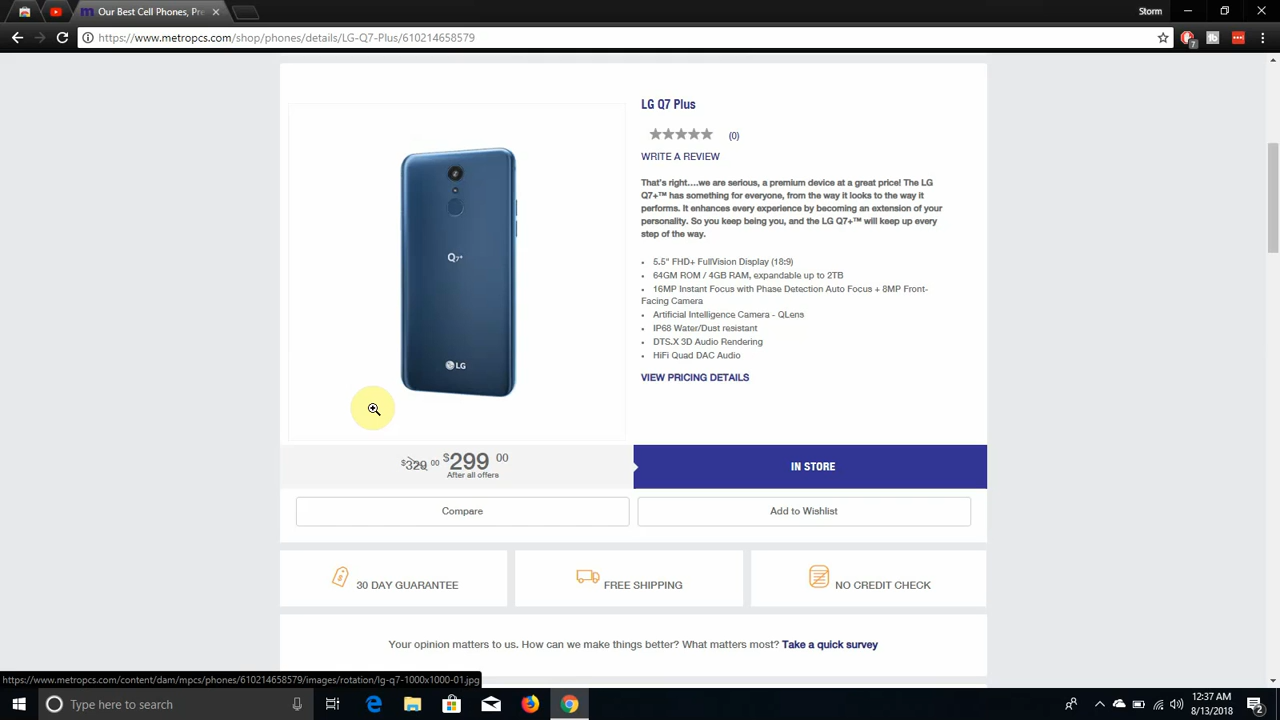 Our Best Cell Phones, Pre
Storm
https://www.metropcs.com/shop/phones/details/LG-Q7-Plus/610214658579
7
LG Q7 Plus
(0)
WRITE A REVIEW
That's right....we are serious, a premium device at a great price! The LG
Q7+™ has something for everyone, from the way it looks to the way it
performs. It enhances every experience by becoming an extension of your
personality. So you keep being you, and the LG Q7+™ will keep up every
step of the way.
• 5.5" FHD+ FullVision Display (18:9)
• 64GM ROM / 4GB RAM, expandable up to 2TB
• 16MP Instant Focus with Phase Detection Auto Focus + 8MP Front-
Facing Camera
• Artificial Intelligence Camera - QLens
• IP68 Water/Dust resistant
• DTS.X 3D Audio Rendering
• HiFi Quad DAC Audio
VIEW PRICING DETAILS
Q7+
LG
$329 00 $299 00
After all offers
IN STORE
Compare
Add to Wishlist
30 DAY GUARANTEE
FREE SHIPPING
NO CREDIT CHECK
Your opinion matters to us. How can we make things better? What matters most? Take a quick survey
https://www.metropcs.com/content/dam/mpcs/phones/610214658579/images/rotation/lg-q7-1000x1000-01.jpg
Type here to search
12:37 AM
8/13/2018
2